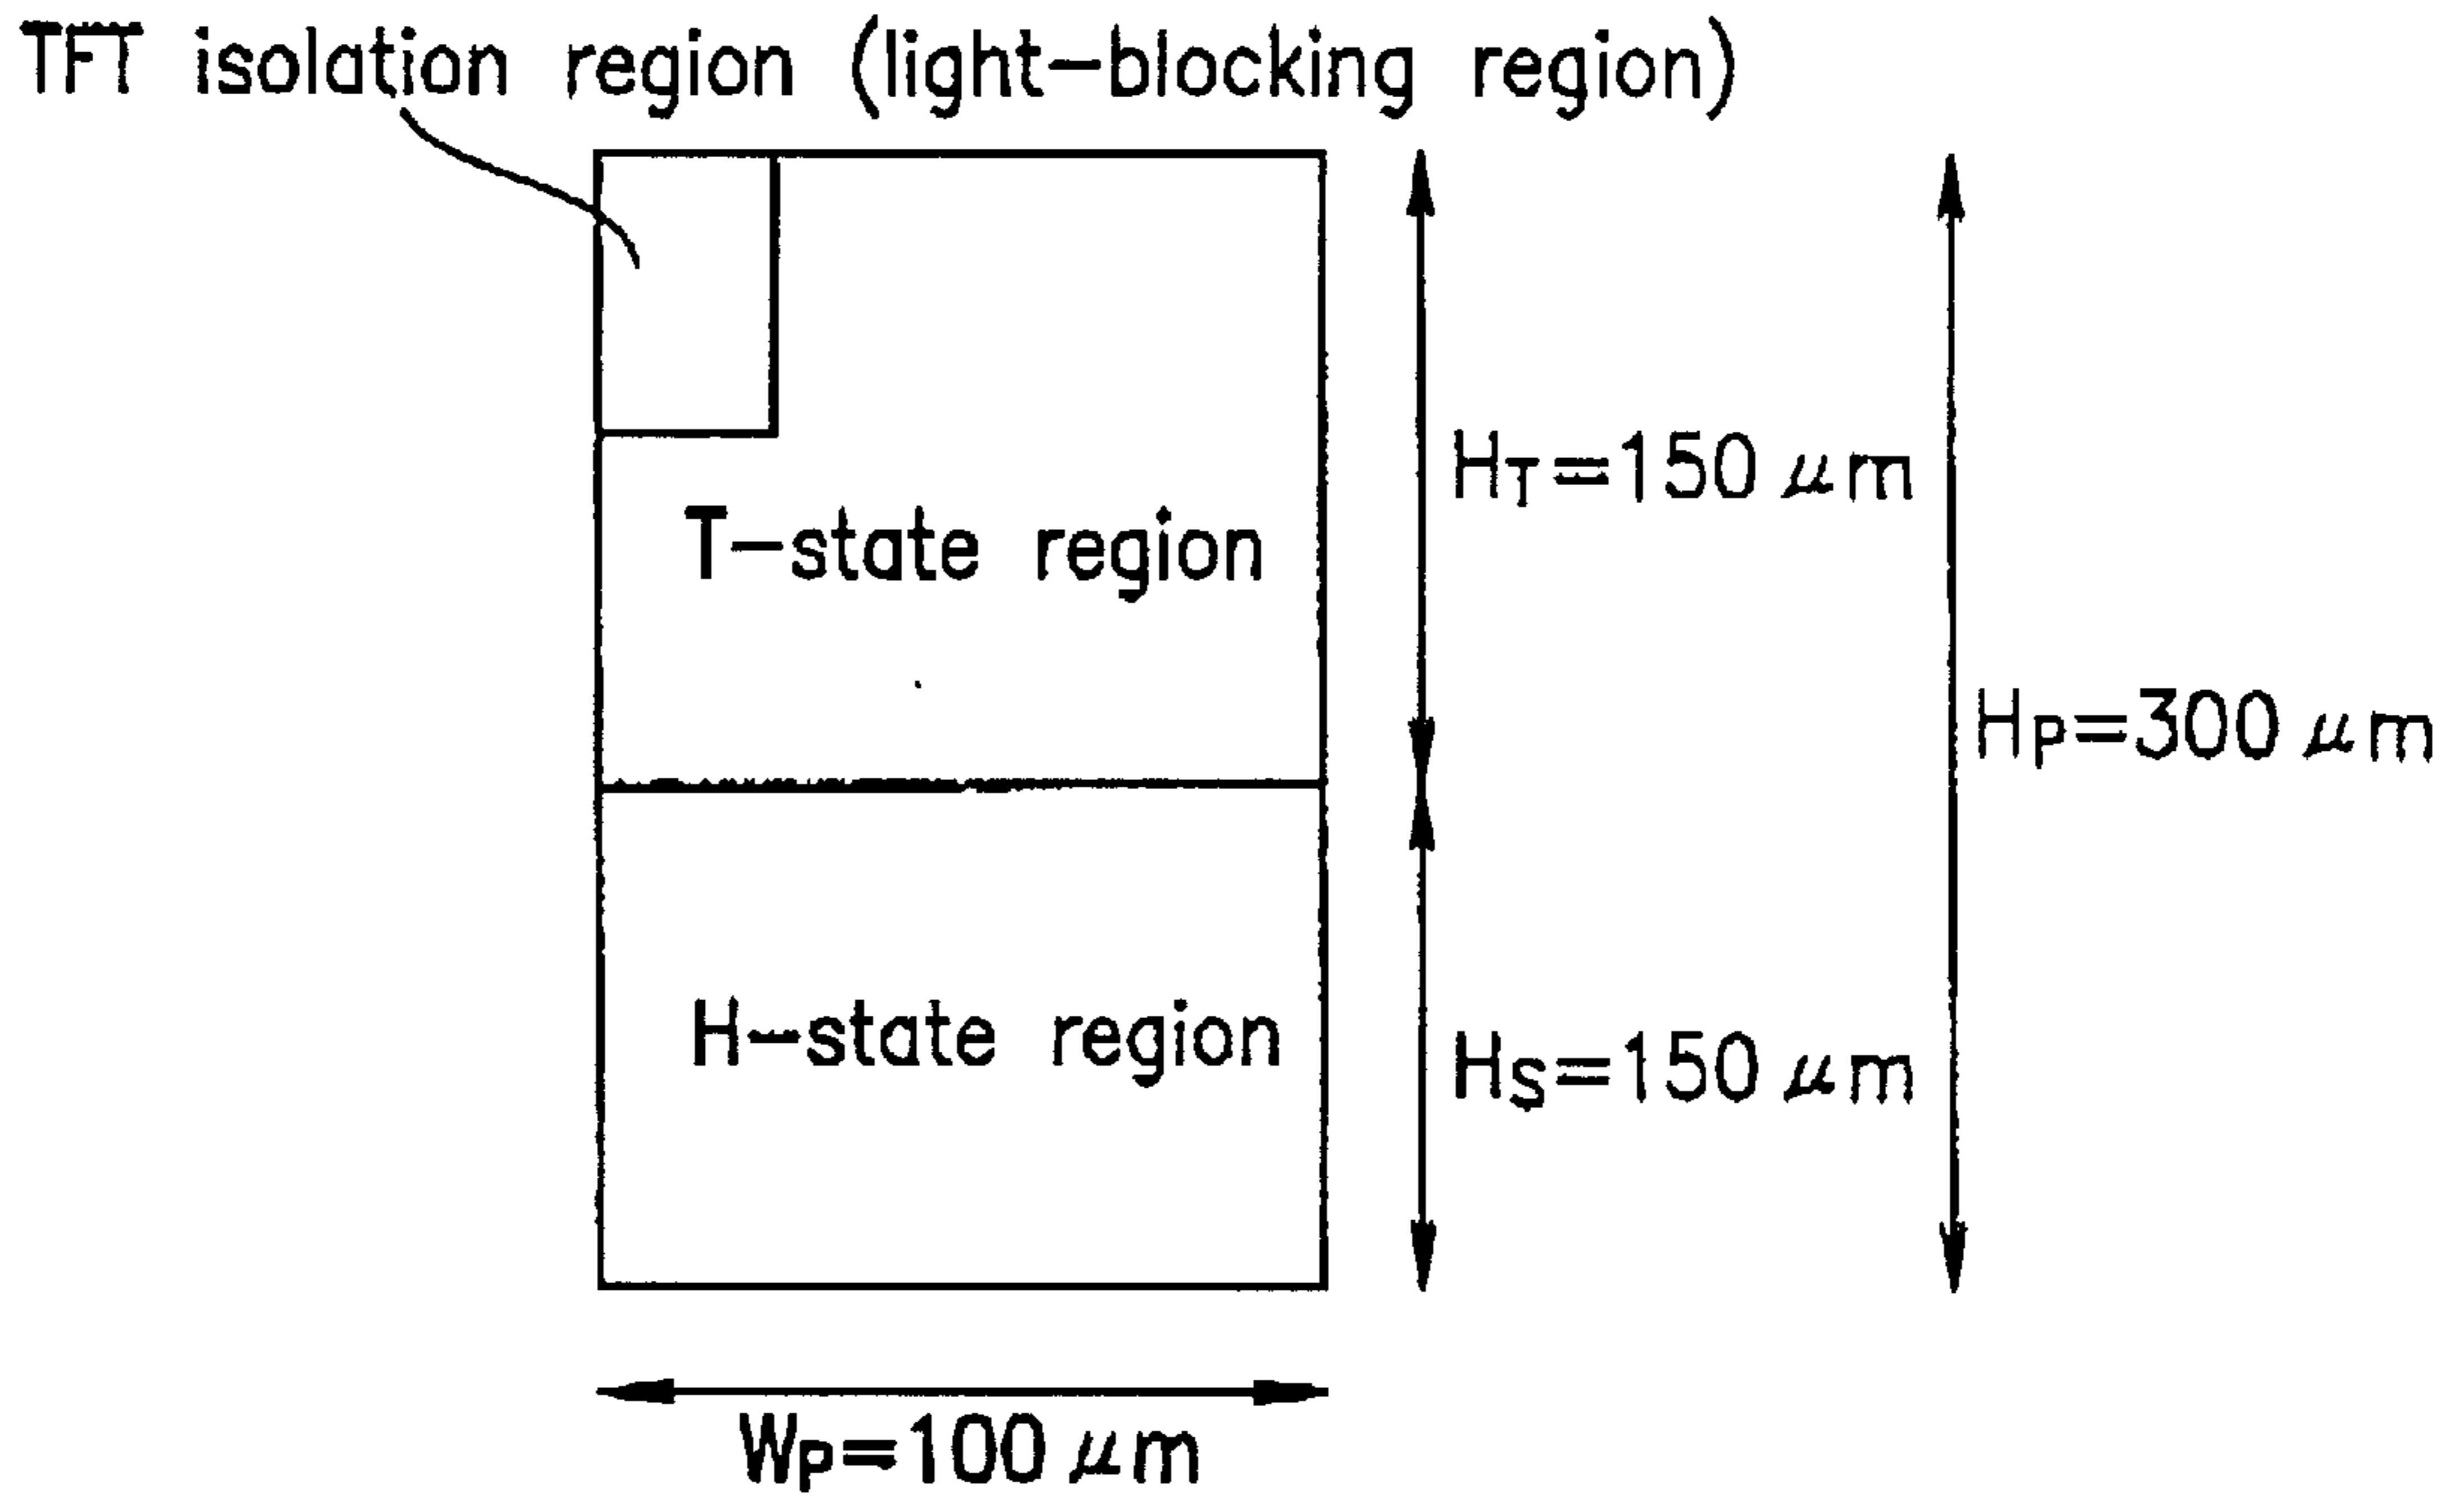 TFT isolation region (light-blocking region)
HT=150 μm
T-state region
HP=300 μm
H-state region
HS=150 μm
WP=100 μm